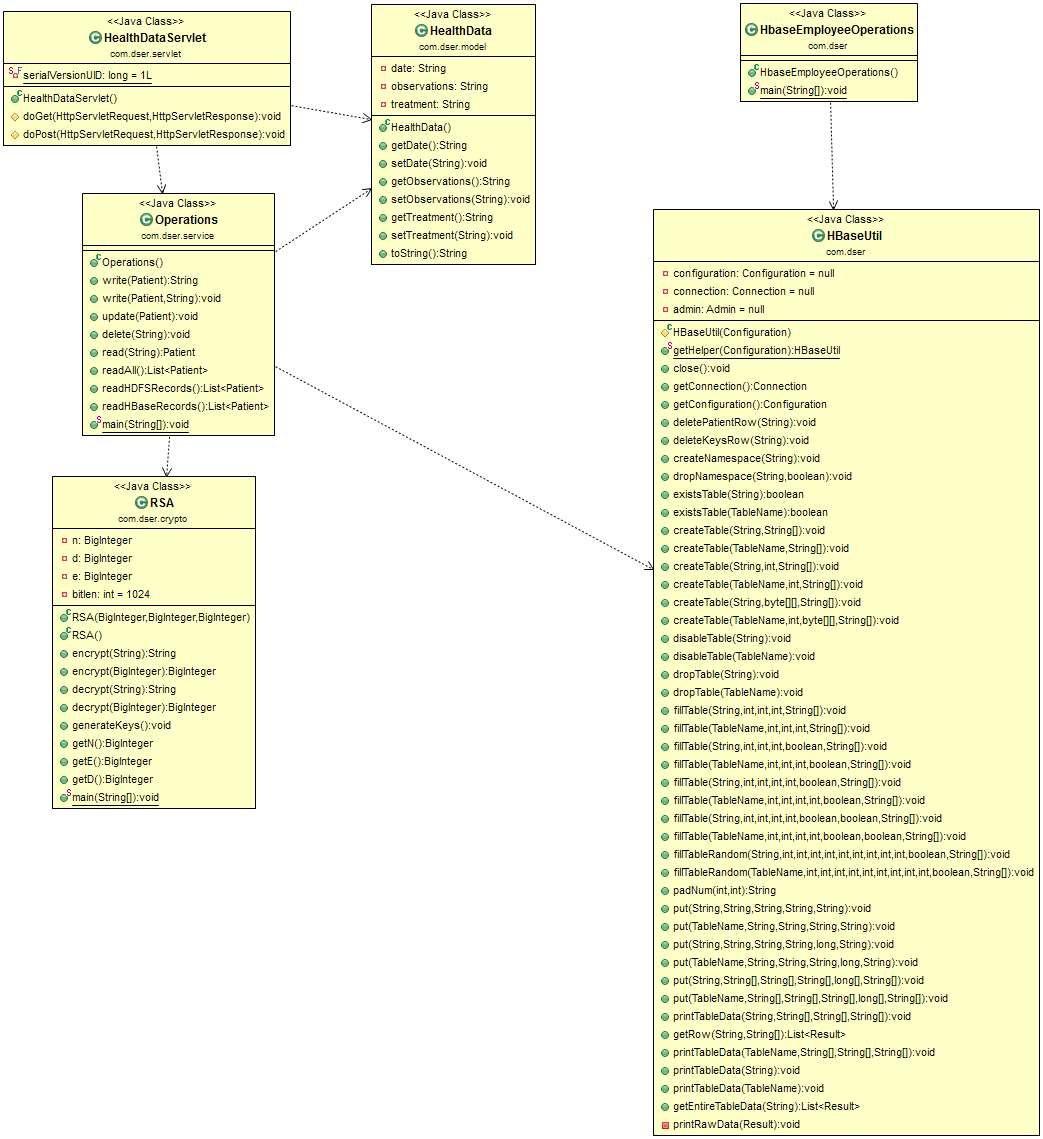 <<Java Class>>
HealthDataServlet
com.dser.servlet
serialVersionUID: long = 1L
HealthDataServlet()
doGet(HttpServletRequest,HttpServletResponse):void
doPost(HttpServletRequest,HttpServletResponse):void
<<Java Class>>
HealthData
com.dser.model
date: String
observations: String
treatment: String
HealthData()
getDate():String
setDate(String):void
getObservations():String
setObservations(String):void
getTreatment():String
setTreatment(String):void
toString():String
<<Java Class>>
HbaseEmployeeOperations
com.dser
HbaseEmployeeOperations()
main(String[]):void
<<Java Class>>
Operations
com.dser.service
Operations()
write(Patient):String
write(Patient,String):void
update(Patient):void
delete(String):void
read(String):Patient
readAll():List<Patient>
readHDFSRecords():List<Patient>
readHBaseRecords():List<Patient>
main(String[]):void
<<Java Class>>
RSA
com.dser.crypto
n: BigInteger
d: BigInteger
e: BigInteger
bitlen: int = 1024
RSA(BigInteger,BigInteger,BigInteger)
RSA()
encrypt(String):String
encrypt(BigInteger):BigInteger
decrypt(String):String
decrypt(BigInteger):BigInteger
generateKeys():void
getN():BigInteger
getE():BigInteger
getD():BigInteger
main(String[]):void
<<Java Class>>
HBaseUtil
com.dser
configuration: Configuration = null
connection: Connection = null
admin: Admin = null
HBaseUtil(Configuration)
getHelper(Configuration):HBaseUtil
close():void
getConnection():Connection
getConfiguration():Configuration
deletePatientRow(String):void
deleteKeysRow(String):void
createNamespace(String):void
dropNamespace(String,boolean):void
existsTable(String):boolean
existsTable(TableName):boolean
createTable(String,String[]):void
createTable(TableName,String[]):void
createTable(String,int,String[]):void
createTable(TableName,int,String[]):void
createTable(String,byte[][],String[]):void
createTable(TableName,int,byte[][],String[]):void
disableTable(String):void
disableTable(TableName):void
dropTable(String):void
dropTable(TableName):void
fillTable(String,int,int,int,String[]):void
fillTable(TableName,int,int,int,String[]):void
fillTable(String,int,int,int,boolean,String[]):void
fillTable(TableName,int,int,int,boolean,String[]):void
fillTable(String,int,int,int,int,boolean,String[]):void
fillTable(TableName,int,int,int,int,boolean,String[]):void
fillTable(String,int,int,int,int,boolean,boolean,String[]):void
fillTable(TableName,int,int,int,int,boolean,boolean,String[]):void
fillTableRandom(String,int,int,int,int,int,int,int,int,int,boolean,String[]):void
fillTableRandom(TableName,int,int,int,int,int,int,int,int,int,boolean,String[]):void
padNum(int,int):String
put(String,String,String,String,String):void
put(TableName,String,String,String,String):void
put(String,String,String,String,long,String):void
put(TableName,String,String,String,long,String):void
put(String,String[],String[],String[],long[],String[]):void
put(TableName,String[],String[],String[],long[],String[]):void
printTableData(String,String[],String[],String[]):void
getRow(String,String[]):List<Result>
printTableData(TableName,String[],String[],String[]):void
printTableData(String):void
printTableData(TableName):void
getEntireTableData(String):List<Result>
printRawData(Result):void